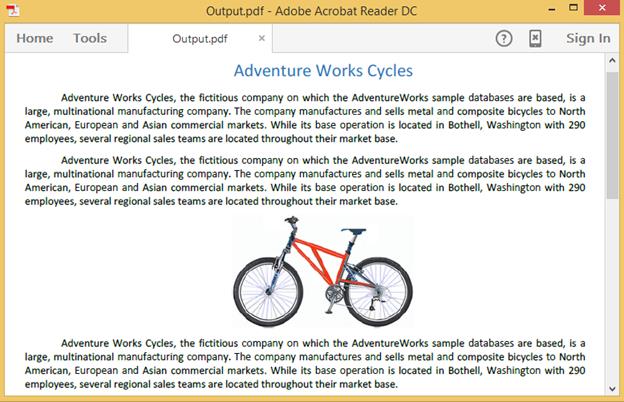 Output.pdf - Adobe Acrobat Reader DC
Home Tools Output.pdf × ? Sign In
Adventure Works Cycles
Adventure Works Cycles, the fictitious company on which the AdventureWorks sample databases are based, is a
large, multinational manufacturing company. The company manufactures and sells metal and composite bicycles to North
American, European and Asian commercial markets. While its base operation is located in Bothell, Washington with 290
employees, several regional sales teams are located throughout their market base.
Adventure Works Cycles, the fictitious company on which the AdventureWorks sample databases are based, is a
large, multinational manufacturing company. The company manufactures and sells metal and composite bicycles to North
American, European and Asian commercial markets. While its base operation is located in Bothell, Washington with 290
employees, several regional sales teams are located throughout their market base.
Adventure Works Cycles, the fictitious company on which the AdventureWorks sample databases are based, is a
large, multinational manufacturing company. The company manufactures and sells metal and composite bicycles to North
American, European and Asian commercial markets. While its base operation is located in Bothell, Washington with 290
employees, several regional sales teams are located throughout their market base.